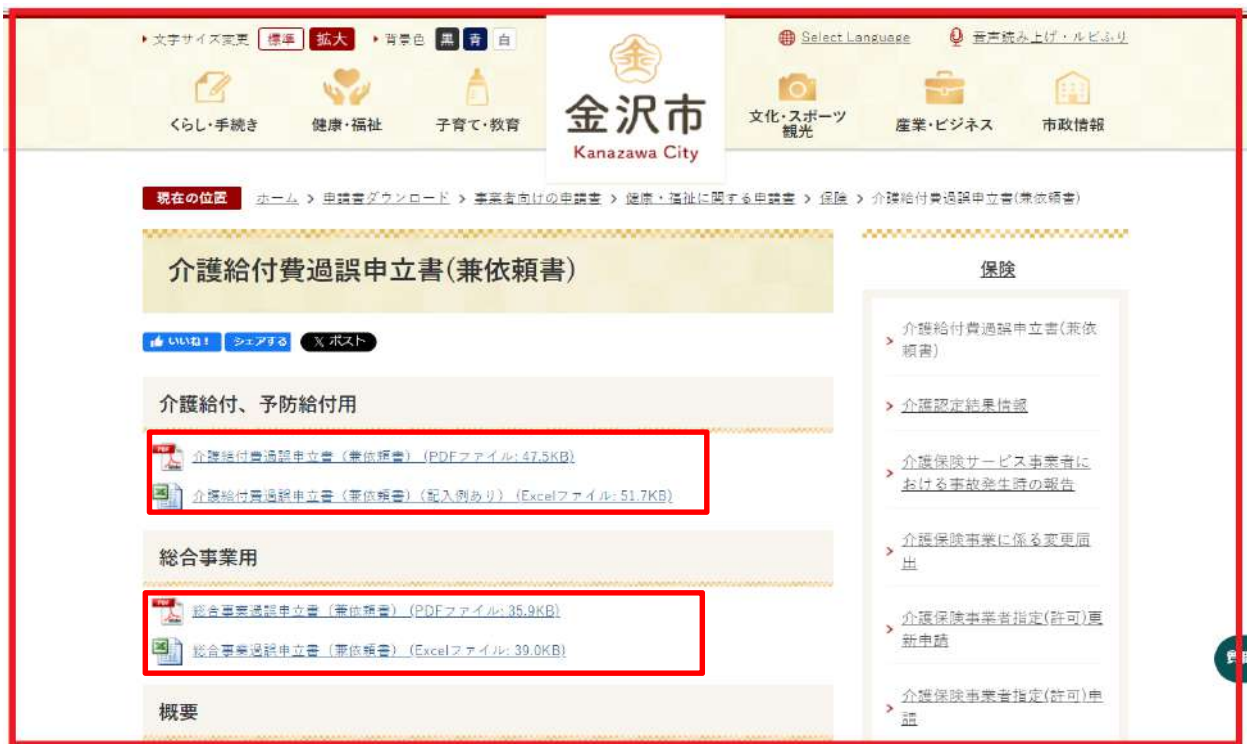 文字サイズ変更 標準 拡大 背景色 黒 青 白
Select Language 音声読み上げ・ルビふり
くらし・手続き
健康・福祉
子育て・教育
金沢市
Kanazawa City
文化・スポーツ
観光
産業・ビジネス
市政情報
現在の位置 ホーム > 申請書ダウンロード > 事業者向けの申請書 > 健康・福祉に関する申請書 > 保険 > 介護給付費過誤申立書(兼依頼書)
介護給付費過誤申立書(兼依頼書)
いいね! シェアする X ポスト
介護給付、予防給付用
PDF 介護給付費過誤申立書(兼依頼書) (PDFファイル: 47.5KB)
介護給付費過誤申立書(兼依頼書)(記入例あり) (Excelファイル: 51.7KB)
総合事業用
PDF 総合事業過誤申立書(兼依頼書) (PDFファイル: 35.9KB)
総合事業過誤申立書(兼依頼書) (Excelファイル: 39.0KB)
概要
保険
介護給付費過誤申立書(兼依
頼書)
介護認定結果情報
介護保険サービス事業者に
おける事故発生時の報告
介護保険事業に係る変更届
出
介護保険事業者指定(許可)更
新申請
介護保険事業者指定(許可)申
請